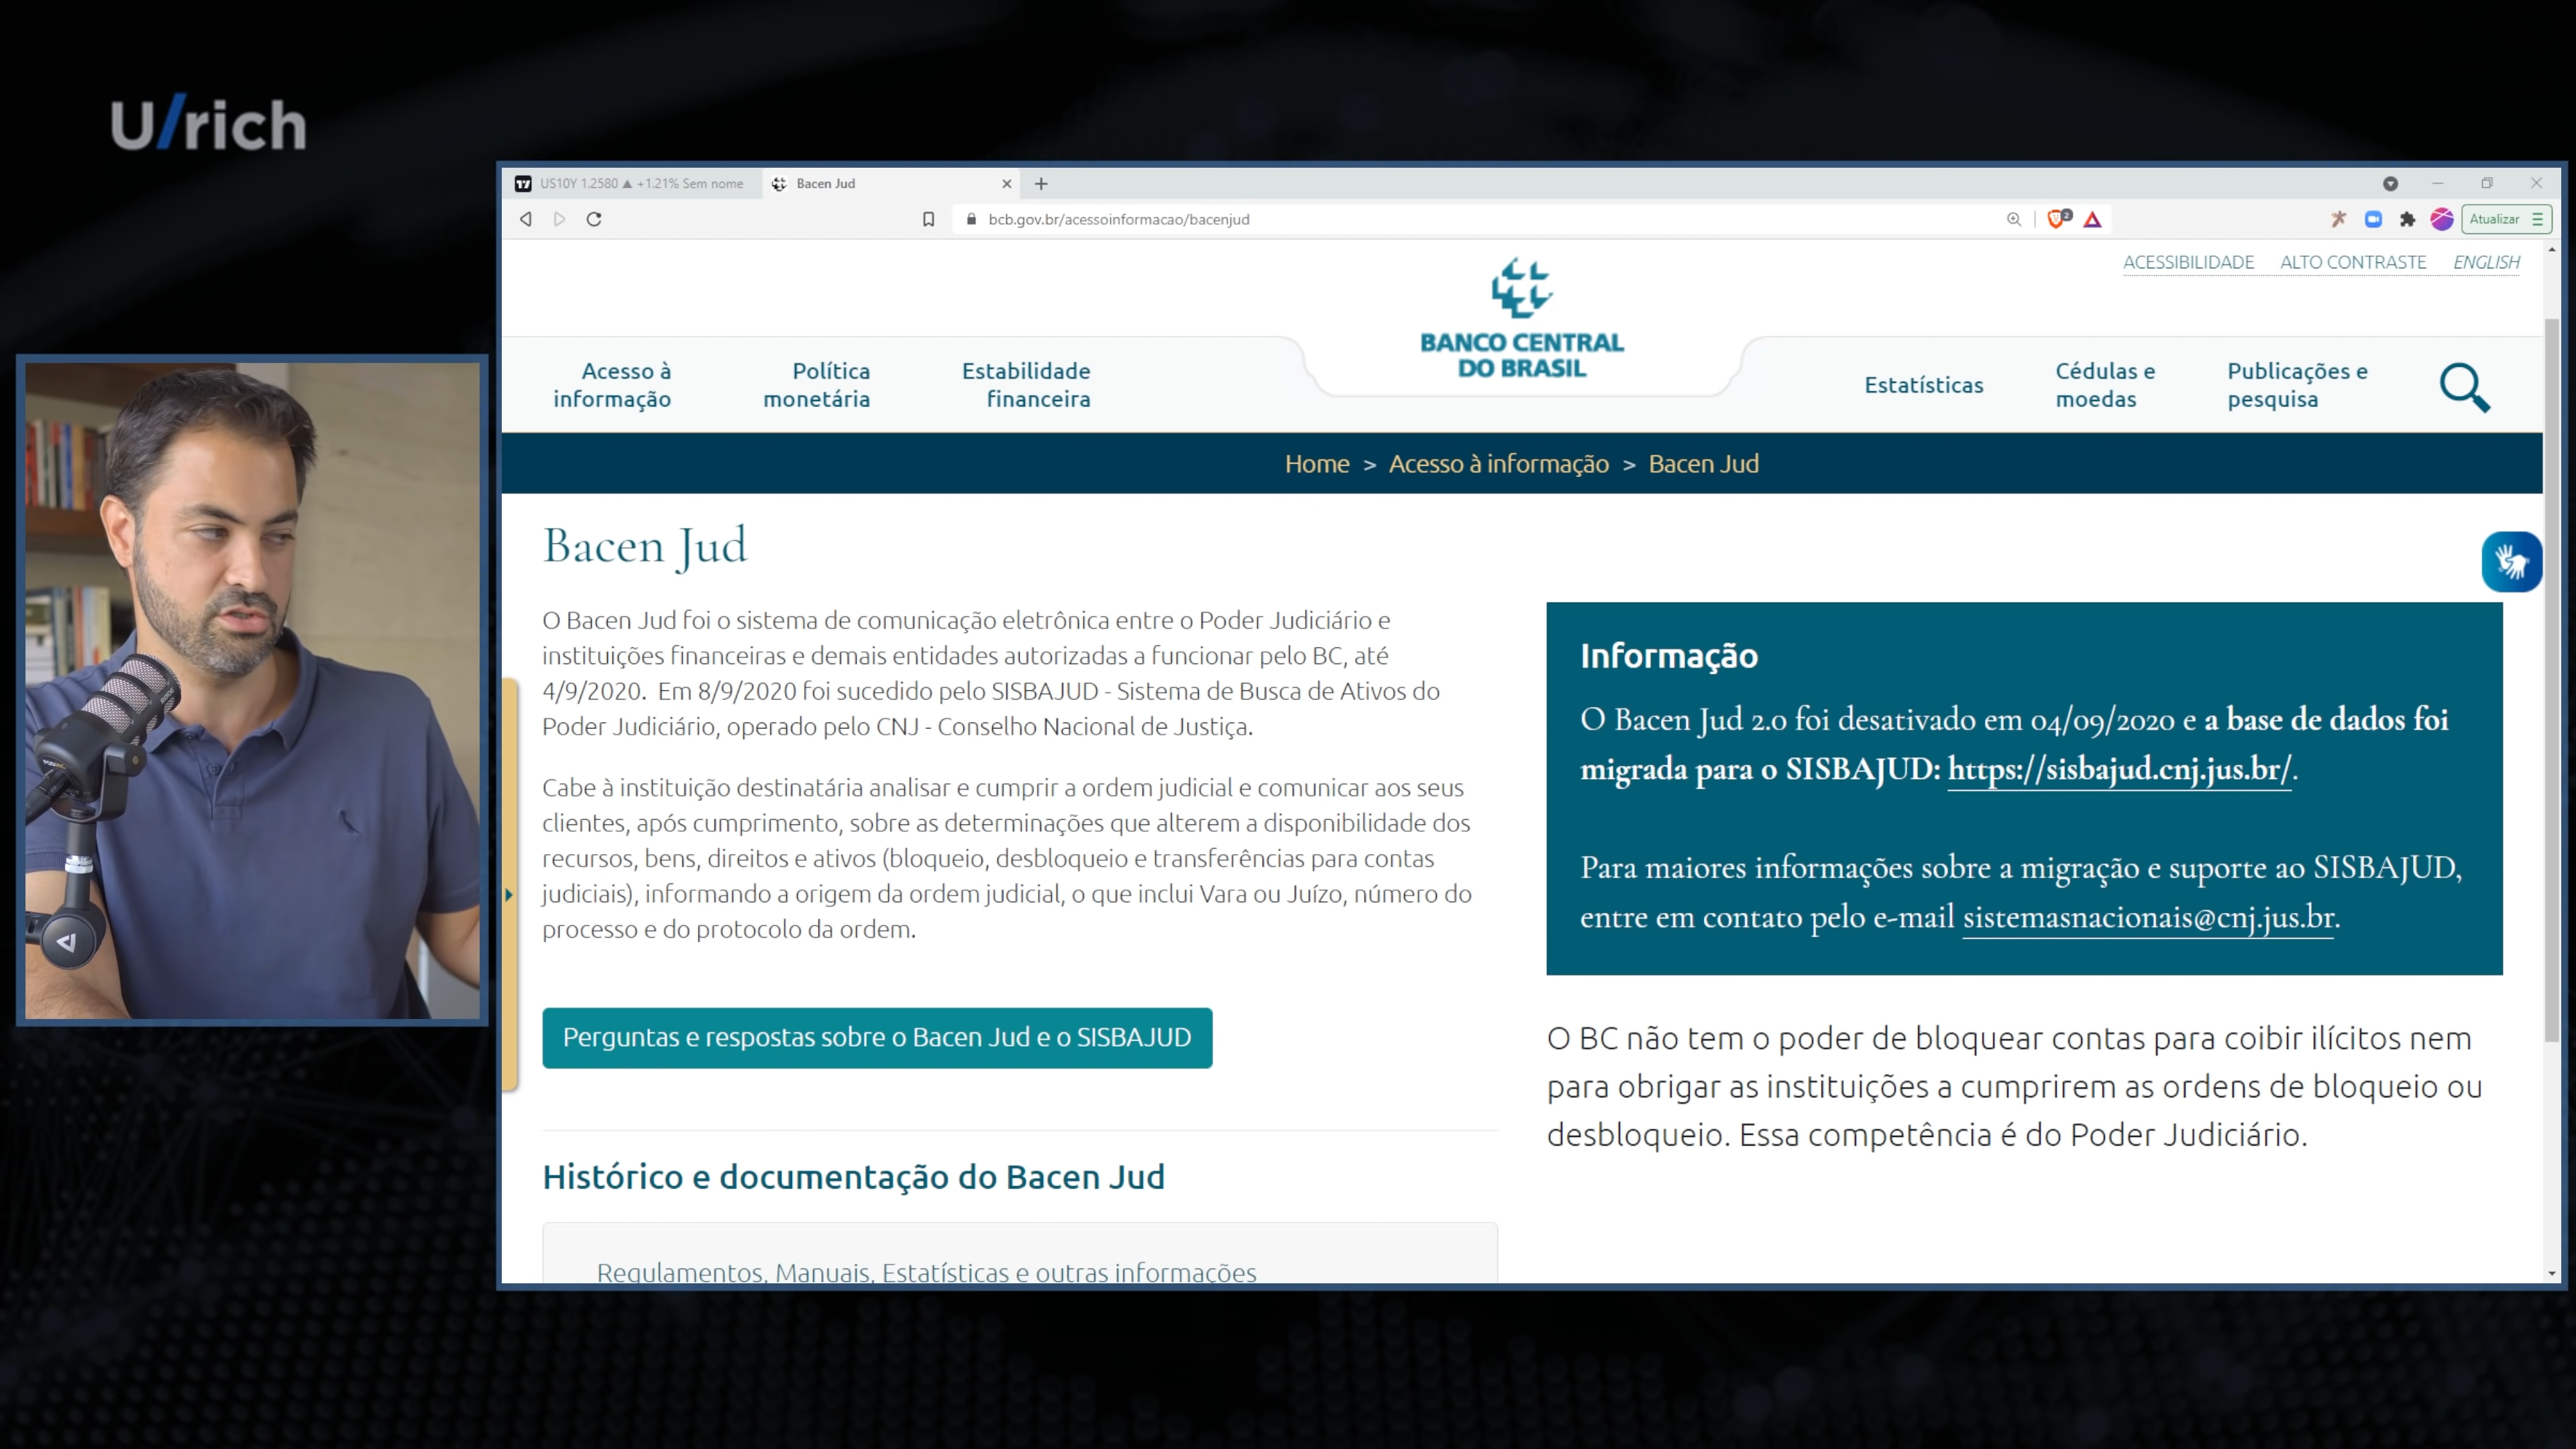 U/rich
US10Y 1.2580 ▲ +1.21% Sem nome
Bacen Jud
bcb.gov.br/acessoinformacao/bacenjud
2
Atualizar
ACESSIBILIDADE ALTO CONTRASTE ENGLISH
BANCO CENTRAL
DO BRASIL
Acesso à
informação
Política
monetária
Estabilidade
financeira
Estatísticas
Cédulas e
moedas
Publicações e
pesquisa
Home > Acesso à informação > Bacen Jud
Bacen Jud
O Bacen Jud foi o sistema de comunicação eletrônica entre o Poder Judiciário e
instituições financeiras e demais entidades autorizadas a funcionar pelo BC, até
4/9/2020. Em 8/9/2020 foi sucedido pelo SISBAJUD - Sistema de Busca de Ativos do
Poder Judiciário, operado pelo CNJ - Conselho Nacional de Justiça.
Cabe à instituição destinatária analisar e cumprir a ordem judicial e comunicar aos seus
clientes, após cumprimento, sobre as determinações que alterem a disponibilidade dos
recursos, bens, direitos e ativos (bloqueio, desbloqueio e transferências para contas
judiciais), informando a origem da ordem judicial, o que inclui Vara ou Juízo, número do
processo e do protocolo da ordem.
Perguntas e respostas sobre o Bacen Jud e o SISBAJUD
Histórico e documentação do Bacen Jud
Regulamentos, Manuais, Estatísticas e outras informações
Informação
O Bacen Jud 2.0 foi desativado em 04/09/2020 e a base de dados foi
migrada para o SISBAJUD: https://sisbajud.cnj.jus.br/.
Para maiores informações sobre a migração e suporte ao SISBAJUD,
entre em contato pelo e-mail sistemasnacionais@cnj.jus.br.
O BC não tem o poder de bloquear contas para coibir ilícitos nem
para obrigar as instituições a cumprirem as ordens de bloqueio ou
desbloqueio. Essa competência é do Poder Judiciário.